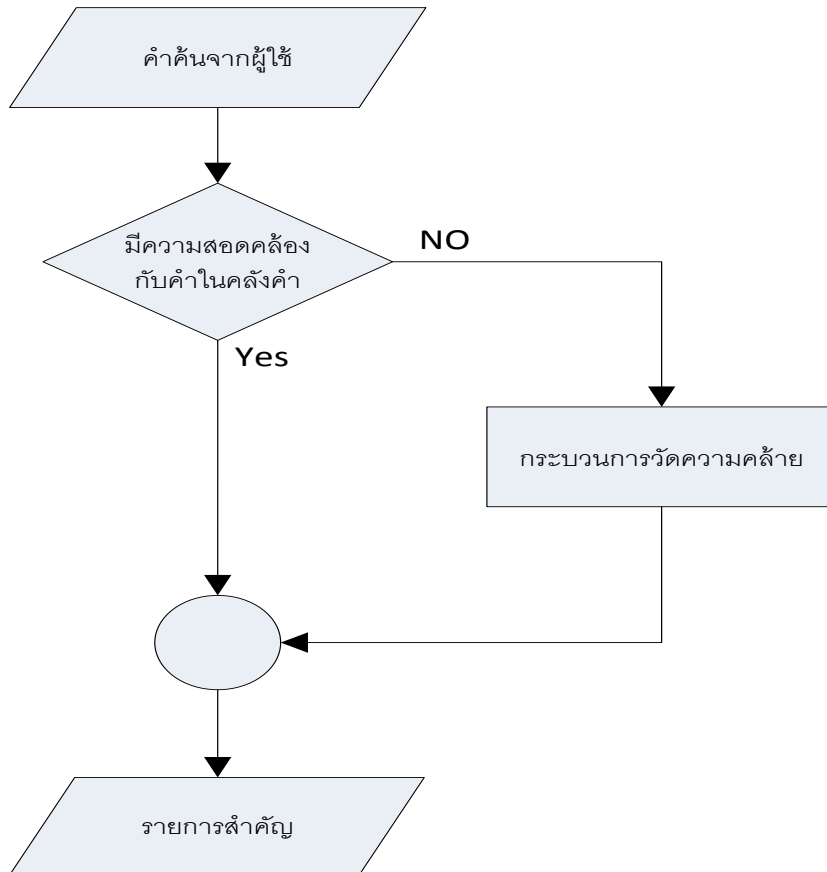 คำค้นจากผู้ใช้
มีความสอดคล้อง
กับคำในคลังคำ
NO
Yes
กระบวนการวัดความคล้าย
รายการสำคัญ